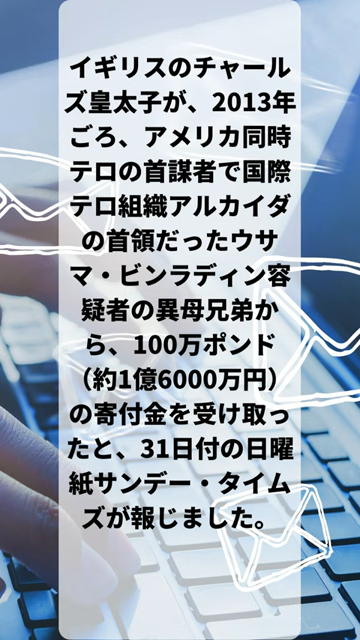 イギリスのチャール
ズ皇太子が、2013年
ごろ、アメリカ同時
テロの首謀者で国際
テロ組織アルカイダ
の首領だったウサ
マ・ビンラディン容
疑者の異母兄弟か
ら、100万ポンド
（約1億6000万円）
の寄付金を受け取っ
たと、31日付の日曜
紙サンデー・タイム
ズが報じました。